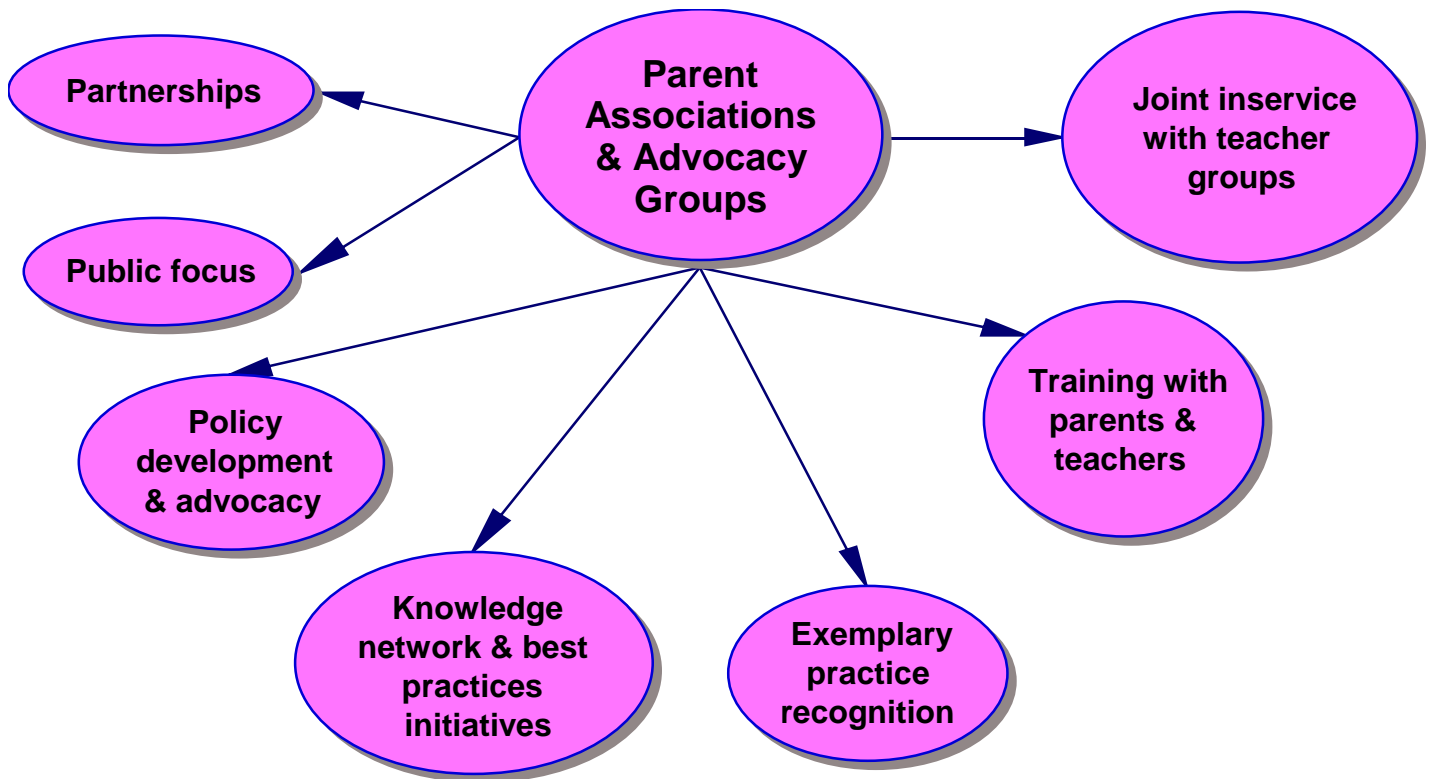 Parent
Associations
& Advocacy
Groups
Partnerships
Joint inservice
with teacher
groups
Public focus
Policy
development
& advocacy
Training with
parents &
teachers
Knowledge
network & best
practices
initiatives
Exemplary
practice
recognition